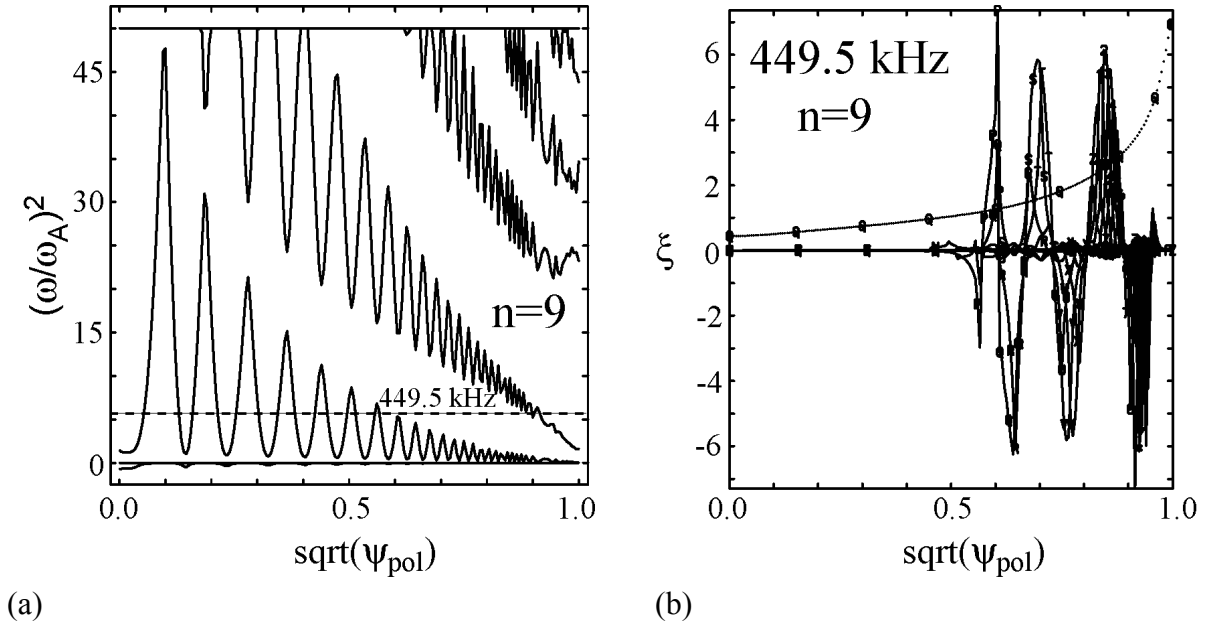 45
30
15
0
(ω/ω_A)²
n=9
449.5 kHz
0.0
0.5
1.0
sqrt(ψ_pol)
(a)
6
4
2
0
-2
-4
-6
ξ
449.5 kHz
n=9
0.0
0.5
1.0
sqrt(ψ_pol)
(b)